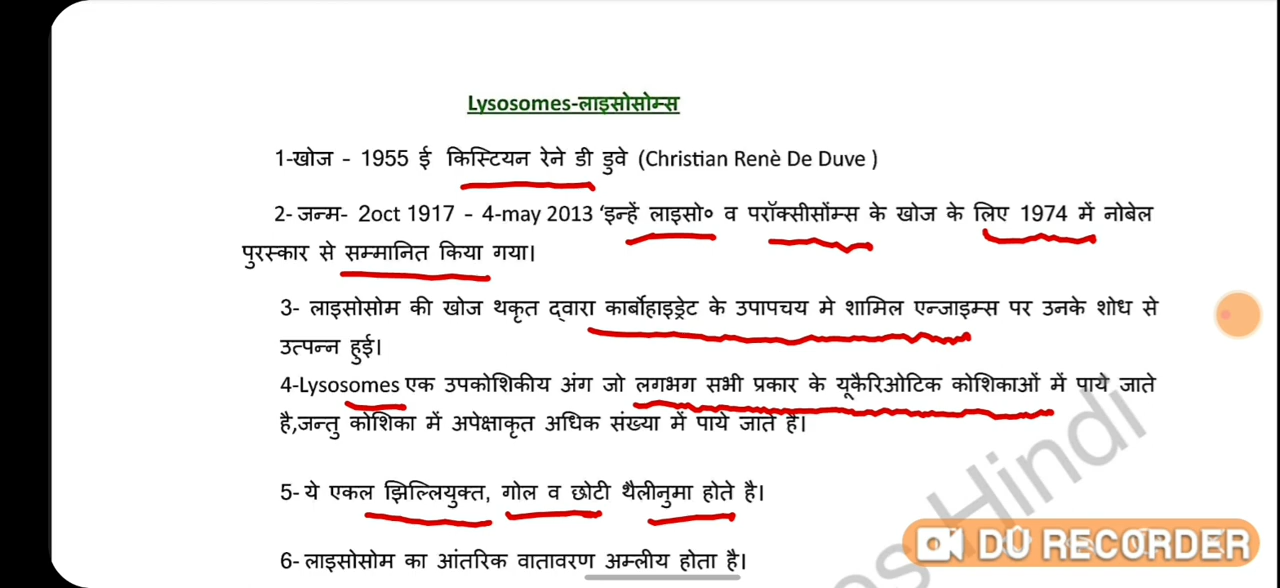 Lysosomes-लाइसोसोम्स
1-खोज - 1955 ई किस्टियन रेने डी डुवे (Christian Renè De Duve )
2- जन्म- 2oct 1917 - 4-may 2013 'इन्हें लाइसो॰ व परॉक्सीसोंम्स के खोज के लिए 1974 में नोबेल
पुरस्कार से सम्मानित किया गया।
3- लाइसोसोम की खोज थकृत द्वारा कार्बोहाइड्रेट के उपापचय मे शामिल एन्जाइम्स पर उनके शोध से
उत्पन्न हुई।
4-Lysosomes एक उपकोशिकीय अंग जो लगभग सभी प्रकार के यूकैरिओटिक कोशिकाओं में पाये जाते
है,जन्तु कोशिका में अपेक्षाकृत अधिक संख्या में पाये जाते हैं।
5- ये एकल झिल्लियुक्त, गोल व छोटी थैलीनुमा होते है।
6- लाइसोसोम का आंतरिक वातावरण अम्लीय होता है।
Hindi
DU RECORDER